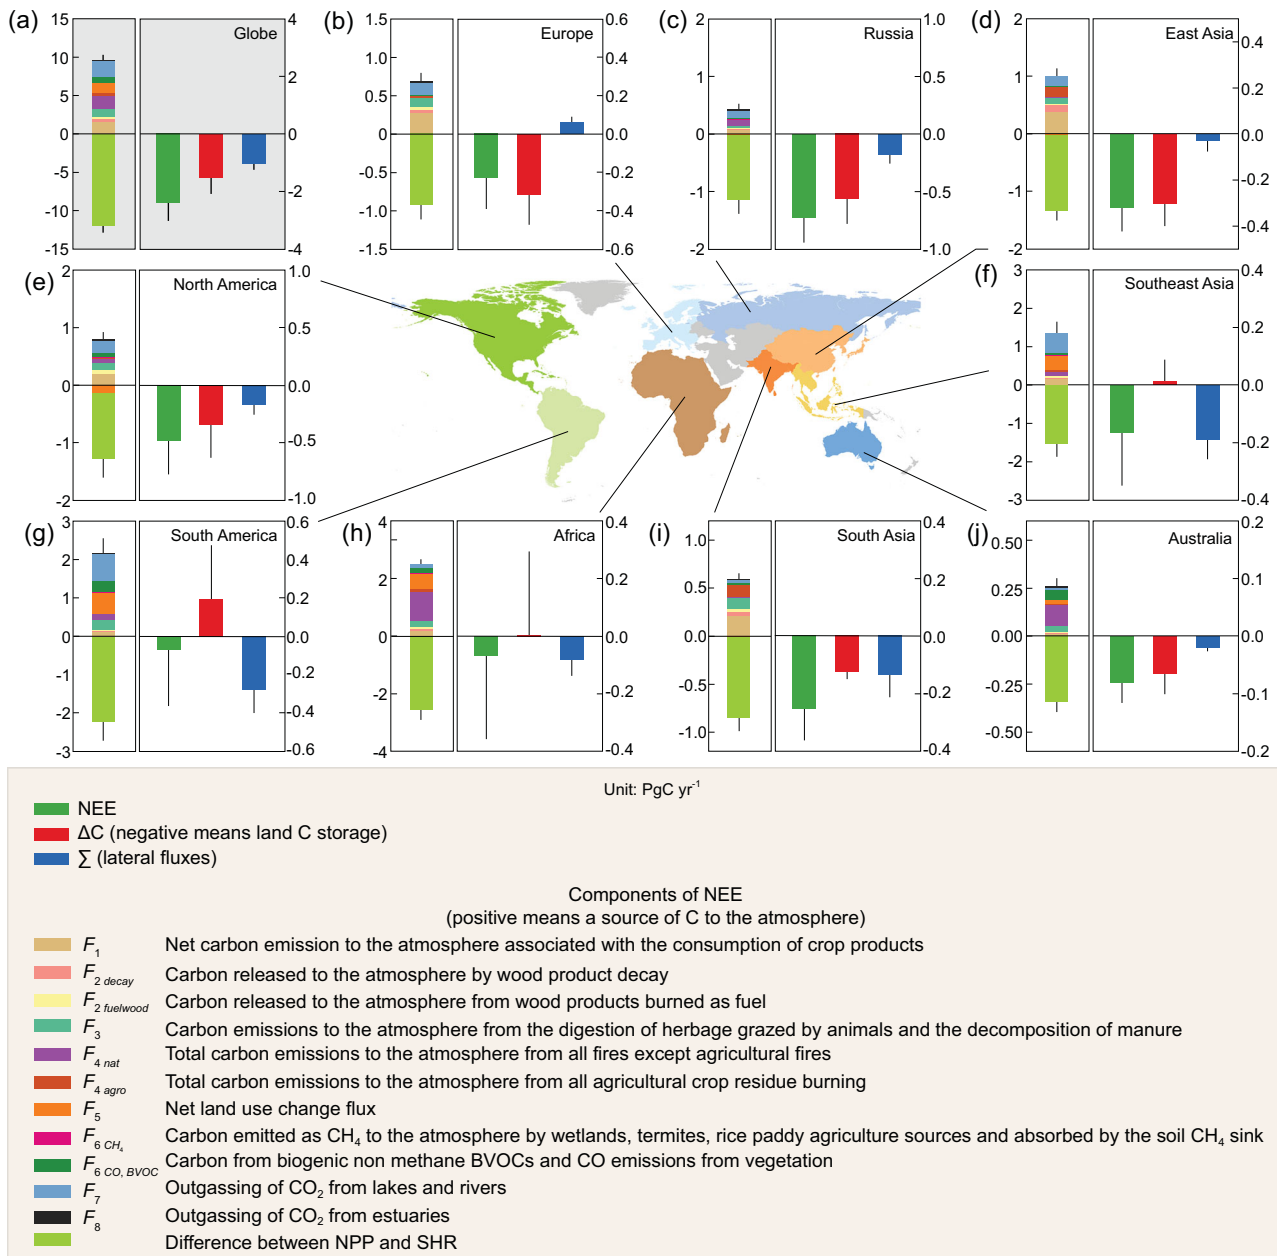 (a)
Globe
15
10
5
0
-5
-10
15
4
2
0
-2
-4
(b)
Europe
1.5
1.0
0.5
0.0
-0.5
-1.0
-1.5
0.6
0.4
0.2
0.0
-0.2
-0.4
-0.6
(c)
Russia
2
1
0
-1
-2
1.0
0.5
0.0
-0.5
-1.0
(d)
East Asia
2
1
0
-1
-2
0.4
0.2
0.0
-0.2
-0.4
(e)
North America
2
1
0
-1
-2
1.0
0.5
0.0
-0.5
-1.0
(f)
Southeast Asia
3
2
1
0
-1
-2
-3
0.4
0.2
0.0
-0.2
-0.4
(g)
South America
3
2
1
0
-1
-2
-3
0.6
0.4
0.2
0.0
-0.2
-0.4
-0.6
(h)
Africa
4
2
0
-2
-4
0.4
0.2
0.0
-0.2
-0.4
(i)
South Asia
1.0
0.5
0.0
-0.5
-1.0
0.4
0.2
0.0
-0.2
-0.4
(j)
Australia
0.50
0.25
0.00
-0.25
-0.50
0.2
0.1
0.0
-0.1
-0.2
Unit: PgC yr⁻¹
NEE
ΔC (negative means land C storage)
∑ (lateral fluxes)
Components of NEE
(positive means a source of C to the atmosphere)
F₁ Net carbon emission to the atmosphere associated with the consumption of crop products
F₂ decay Carbon released to the atmosphere by wood product decay
F₂ fuelwood Carbon released to the atmosphere from wood products burned as fuel
F₃ Carbon emissions to the atmosphere from the digestion of herbage grazed by animals and the decomposition of manure
F₄ nat Total carbon emissions to the atmosphere from all fires except agricultural fires
F₄ agro Total carbon emissions to the atmosphere from all agricultural crop residue burning
F₅ Net land use change flux
F₆ CH₄ Carbon emitted as CH₄ to the atmosphere by wetlands, termites, rice paddy agriculture sources and absorbed by the soil CH₄ sink
F₆ CO, BVOC Carbon from biogenic non methane BVOCs and CO emissions from vegetation
F₇ Outgassing of CO₂ from lakes and rivers
F₈ Outgassing of CO₂ from estuaries
Difference between NPP and SHR